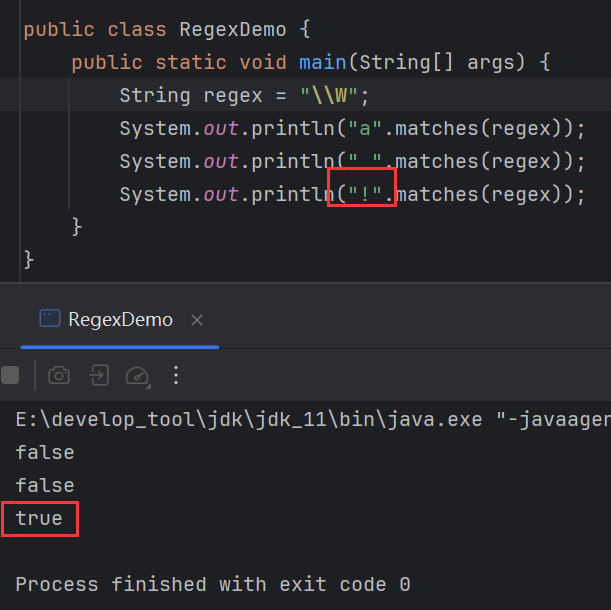 public class RegexDemo {
public static void main(String[] args) {
String regex = "\\W";
System.out.println("a".matches(regex));
System.out.println("_".matches(regex));
System.out.println("!".matches(regex));
}
}
RegexDemo ×
E:\develop_tool\jdk\jdk_11\bin\java.exe "-javaagen
false
false
true
Process finished with exit code 0